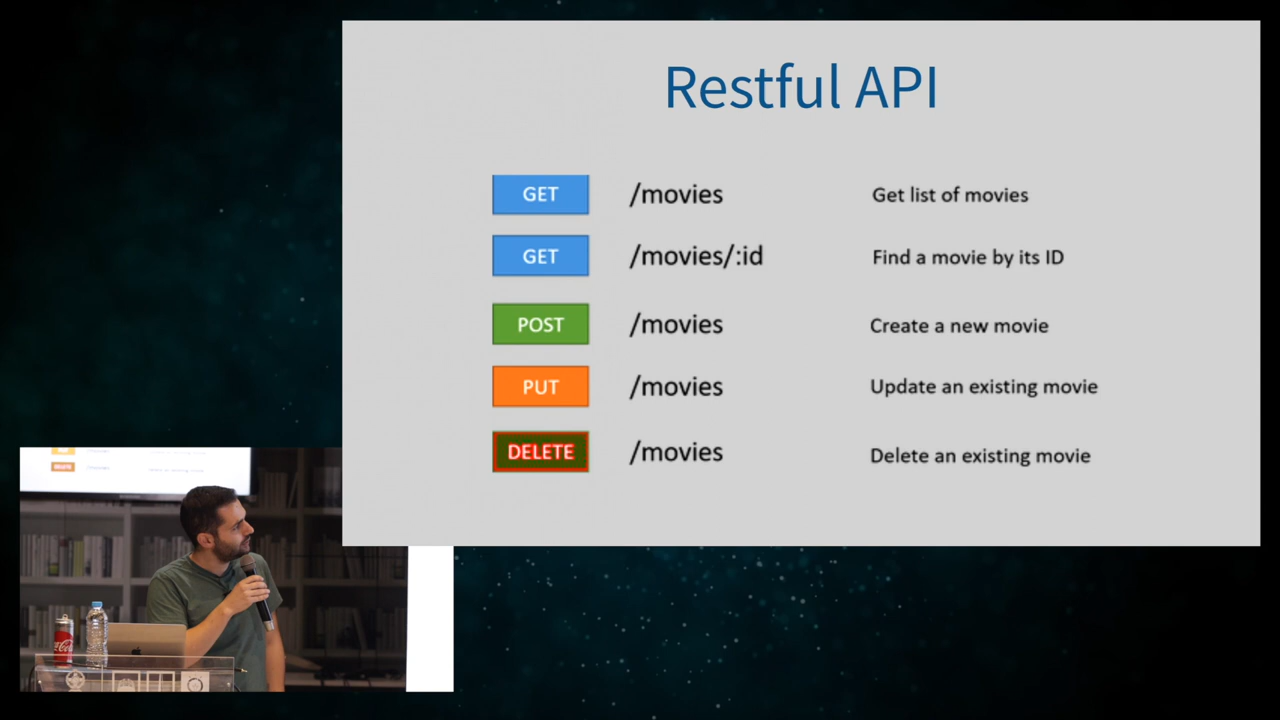 Restful API
GET /movies Get list of movies
GET /movies/:id Find a movie by its ID
POST /movies Create a new movie
PUT /movies Update an existing movie
DELETE /movies Delete an existing movie